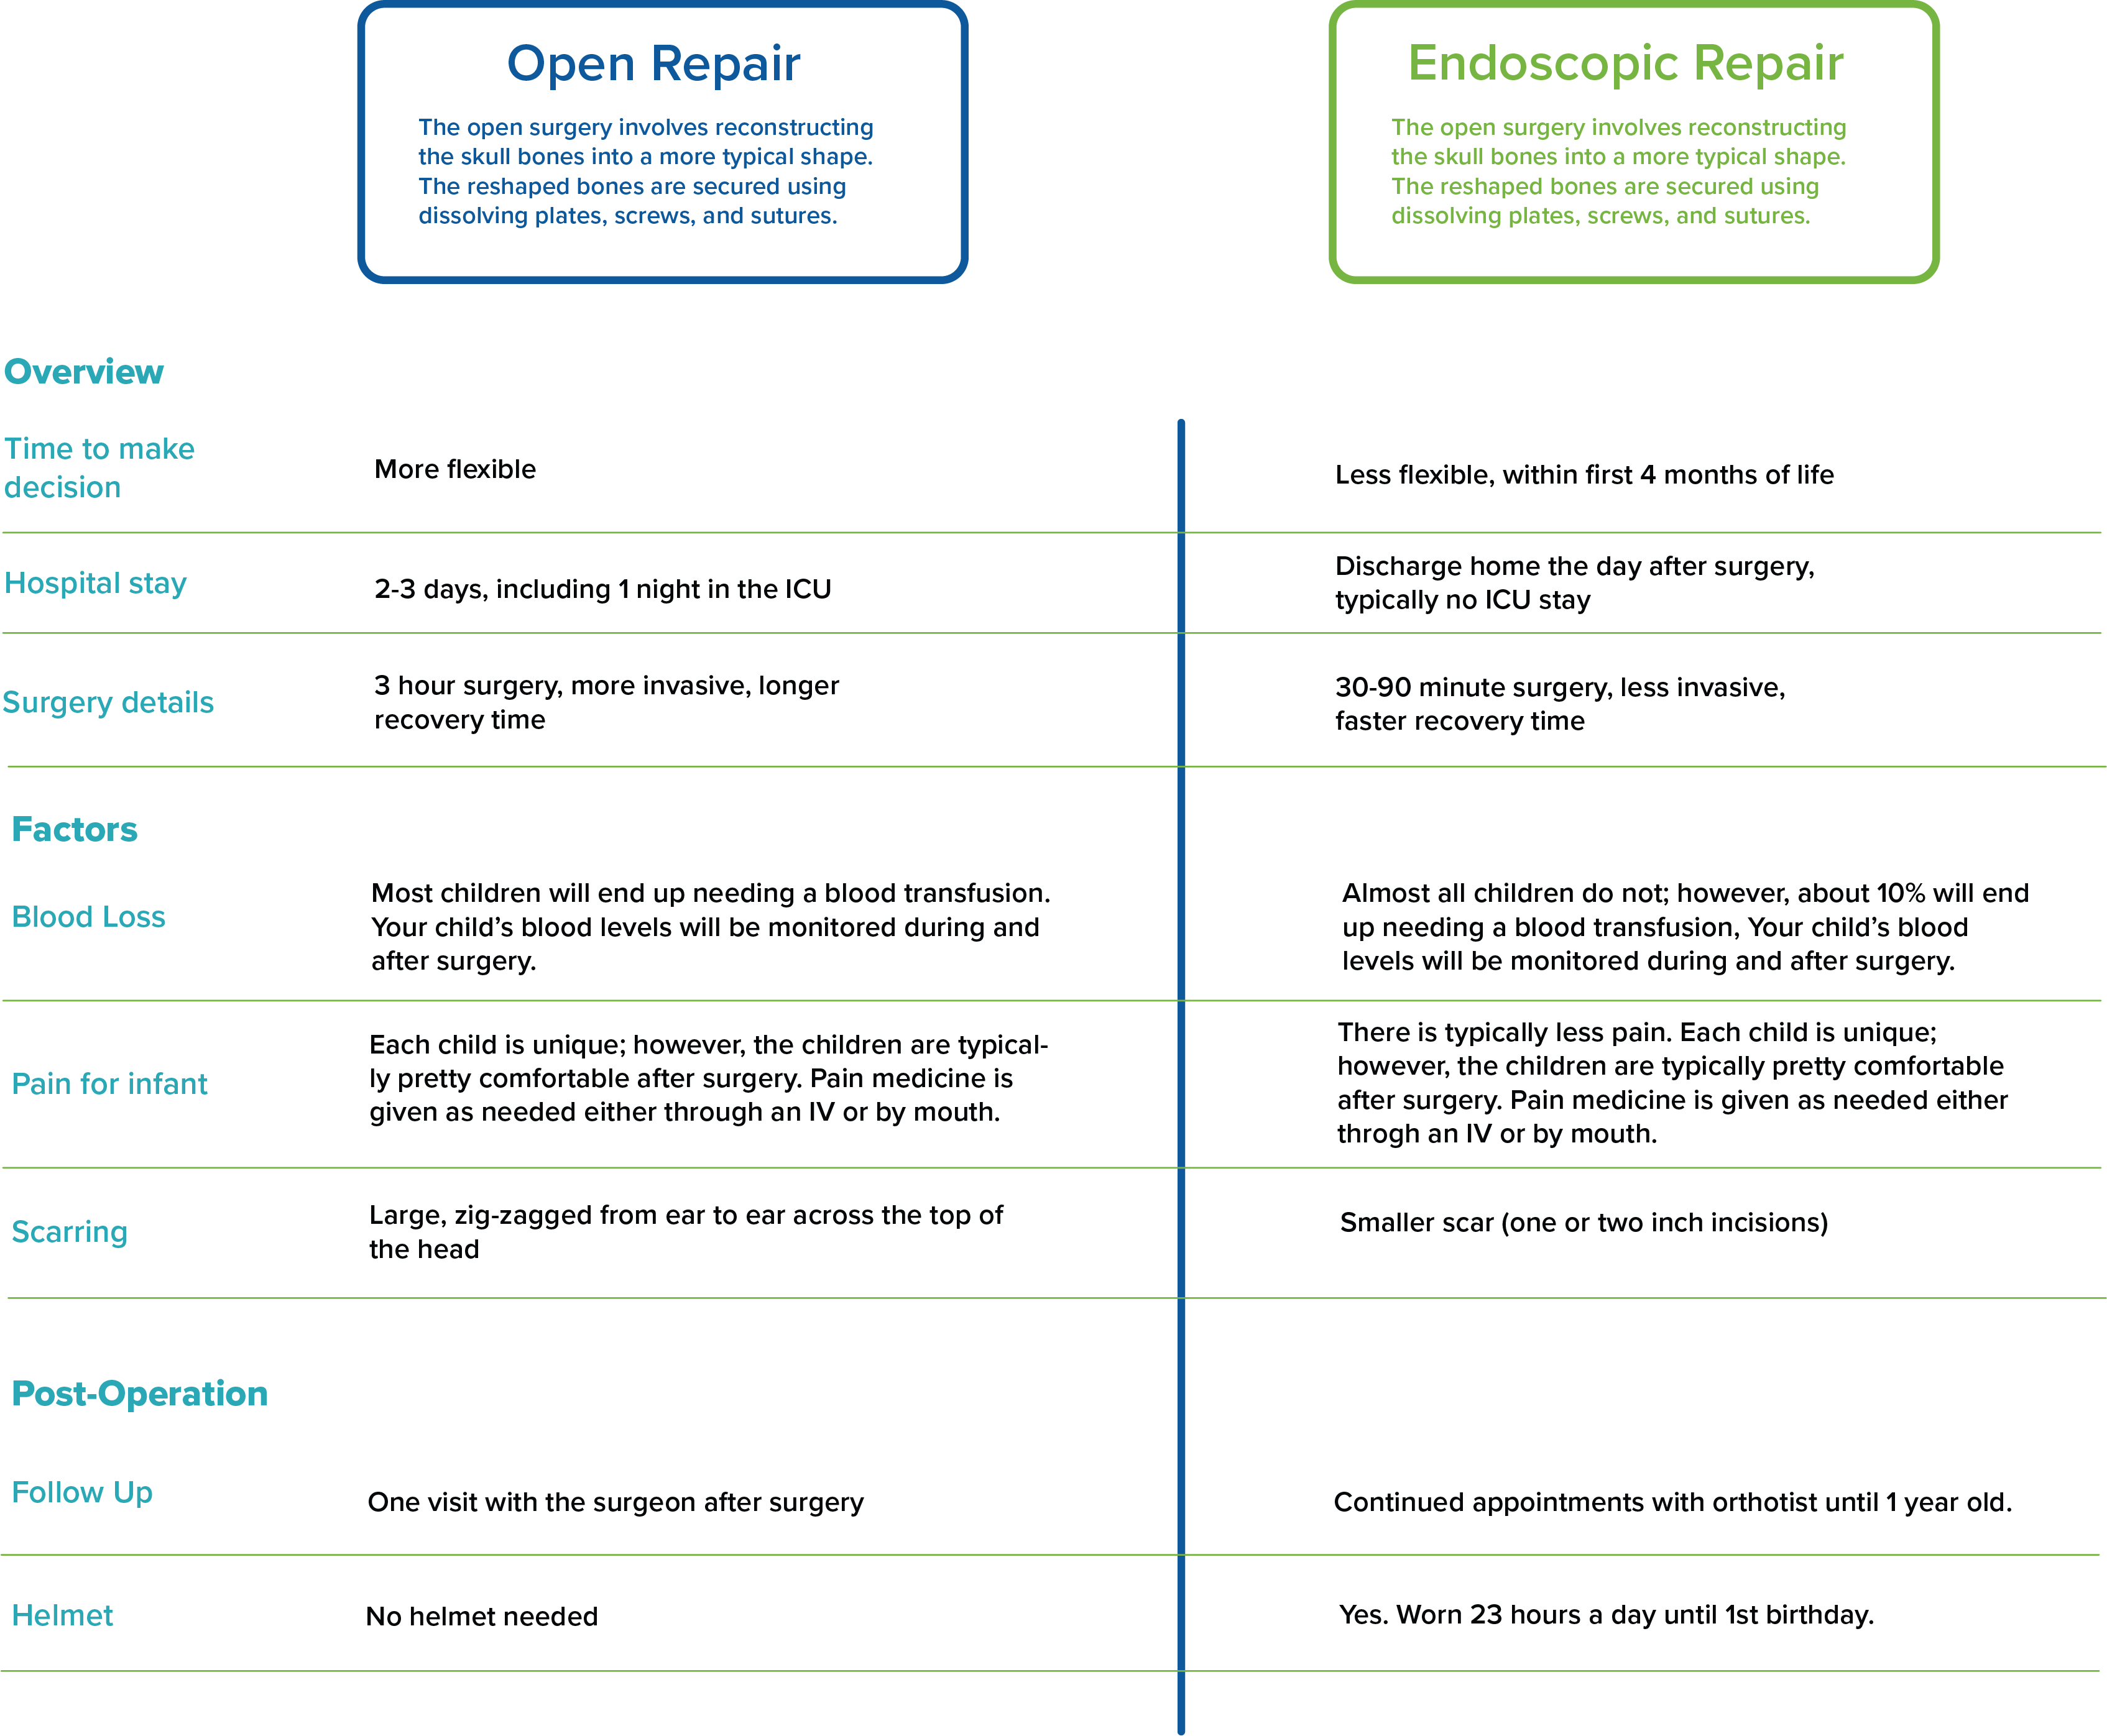 Open Repair
The open surgery involves reconstructing
the skull bones into a more typical shape.
The reshaped bones are secured using
dissolving plates, screws, and sutures.
Endoscopic Repair
The open surgery involves reconstructing
the skull bones into a more typical shape.
The reshaped bones are secured using
dissolving plates, screws, and sutures.
Overview
Time to make
decision
More flexible
Less flexible, within first 4 months of life
Hospital stay
2-3 days, including 1 night in the ICU
Discharge home the day after surgery,
typically no ICU stay
Surgery details
3 hour surgery, more invasive, longer
recovery time
30-90 minute surgery, less invasive,
faster recovery time
Factors
Blood Loss
Most children will end up needing a blood transfusion.
Your child’s blood levels will be monitored during and
after surgery.
Almost all children do not; however, about 10% will end
up needing a blood transfusion, Your child’s blood
levels will be monitored during and after surgery.
Pain for infant
Each child is unique; however, the children are typical-
ly pretty comfortable after surgery. Pain medicine is
given as needed either through an IV or by mouth.
There is typically less pain. Each child is unique;
however, the children are typically pretty comfortable
after surgery. Pain medicine is given as needed either
throgh an IV or by mouth.
Scarring
Large, zig-zagged from ear to ear across the top of
the head
Smaller scar (one or two inch incisions)
Post-Operation
Follow Up
One visit with the surgeon after surgery
Continued appointments with orthotist until 1 year old.
Helmet
No helmet needed
Yes. Worn 23 hours a day until 1st birthday.